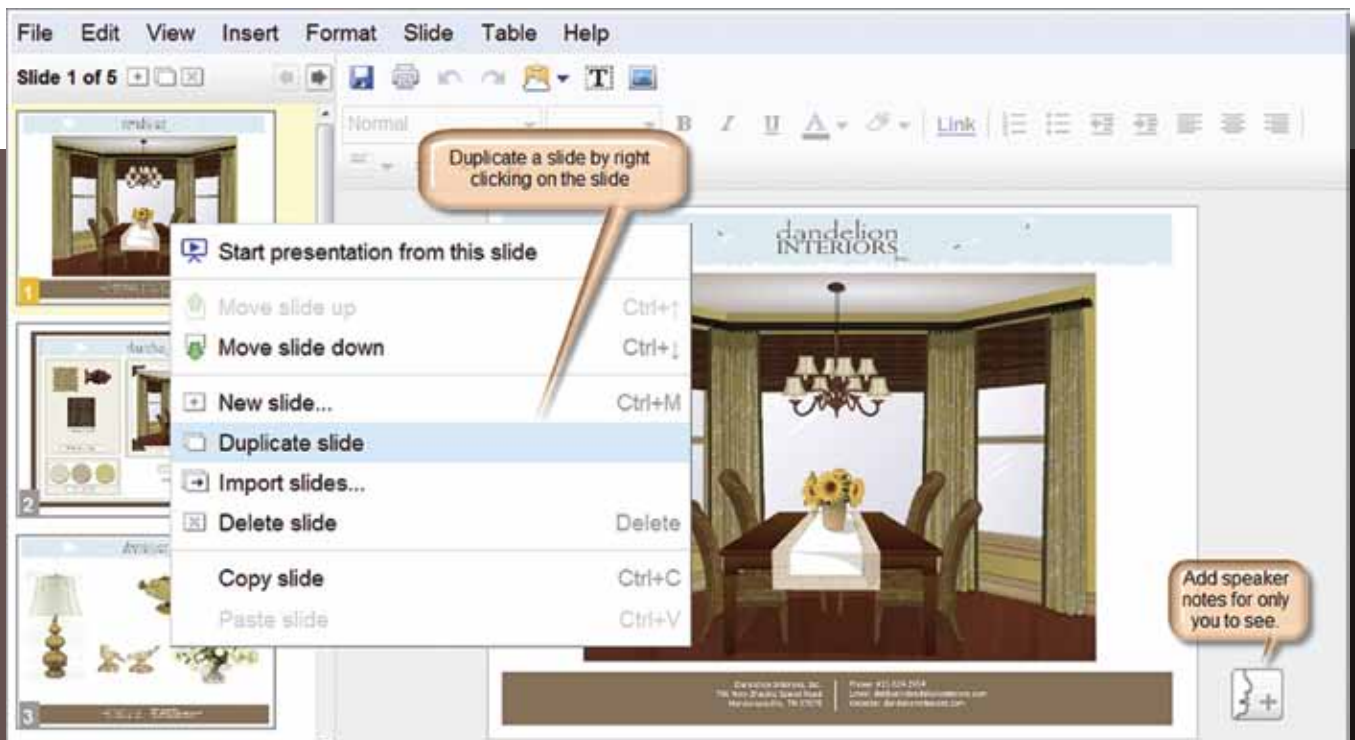 File Edit View Insert Format Slide Table Help
Slide 1 of 5
Normal
B I U A Link
Duplicate a slide by right
clicking on the slide
Start presentation from this slide
Move slide up Ctrl+↑
Move slide down Ctrl+↓
New slide... Ctrl+M
Duplicate slide
Import slides...
Delete slide Delete
Copy slide Ctrl+C
Paste slide Ctrl+V
1
2
3
dandelion
INTERIORS
Add speaker
notes for only
you to see.